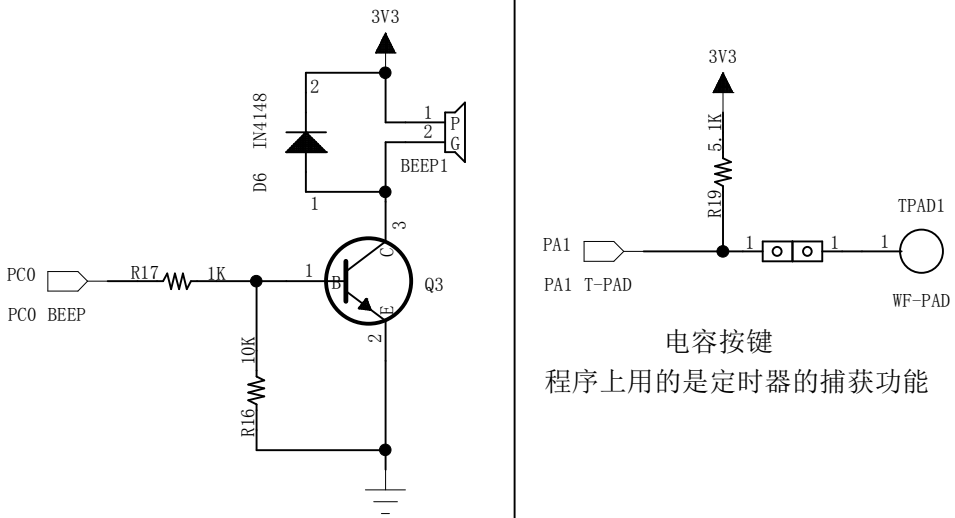 3V3
2
D6 IN4148
1
1
2
P
G
BEEP1
3
C
PC0
R17 1K
1
B
Q3
E
2
PC0 BEEP
10K
R16
3V3
5.1K
R19
TPAD1
PA1
1
1
1
PA1 T-PAD
WF-PAD
电容按键
程序上用的是定时器的捕获功能